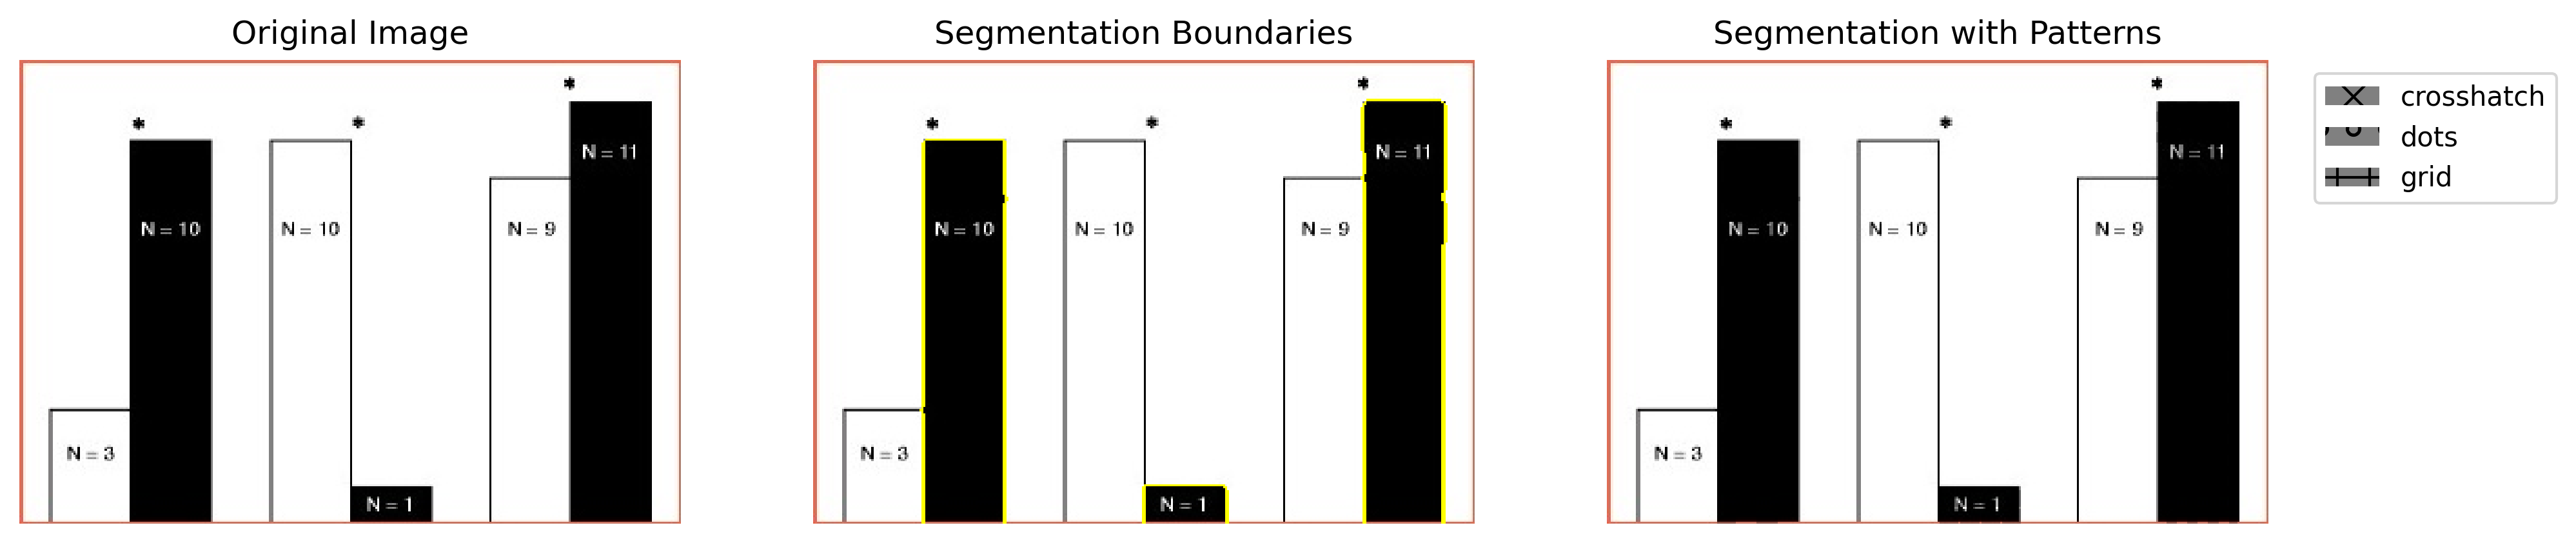 Original Image
*
*
*
N = 11
N = 10
N = 10
N = 9
N = 3
N = 1
Segmentation Boundaries
*
*
*
N = 11
N = 10
N = 10
N = 9
N = 3
N = 1
Segmentation with Patterns
*
*
*
N = 11
N = 10
N = 10
N = 9
N = 3
N = 1
crosshatch
dots
grid